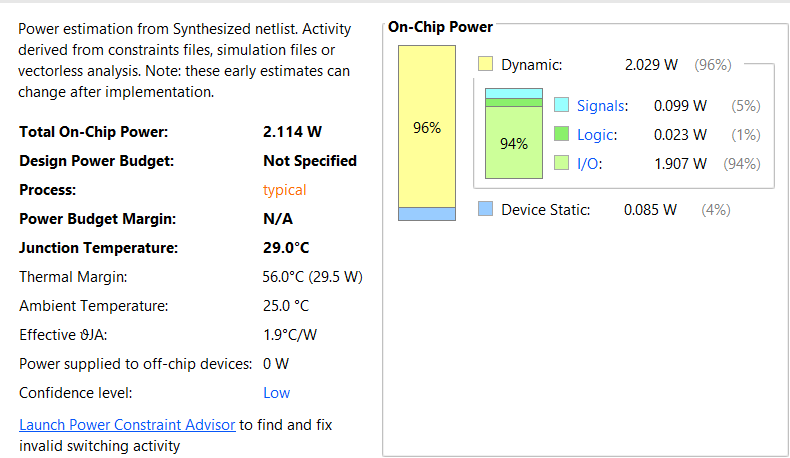 Power estimation from Synthesized netlist. Activity
derived from constraints files, simulation files or
vectorless analysis. Note: these early estimates can
change after implementation.
Total On-Chip Power: 2.114 W
Design Power Budget: Not Specified
Process: typical
Power Budget Margin: N/A
Junction Temperature: 29.0°C
Thermal Margin: 56.0°C (29.5 W)
Ambient Temperature: 25.0 °C
Effective ϑJA: 1.9°C/W
Power supplied to off-chip devices: 0 W
Confidence level: Low
Launch Power Constraint Advisor to find and fix
invalid switching activity
On-Chip Power
96%
Dynamic: 2.029 W (96%)
94%
Signals: 0.099 W (5%)
Logic: 0.023 W (1%)
I/O: 1.907 W (94%)
Device Static: 0.085 W (4%)